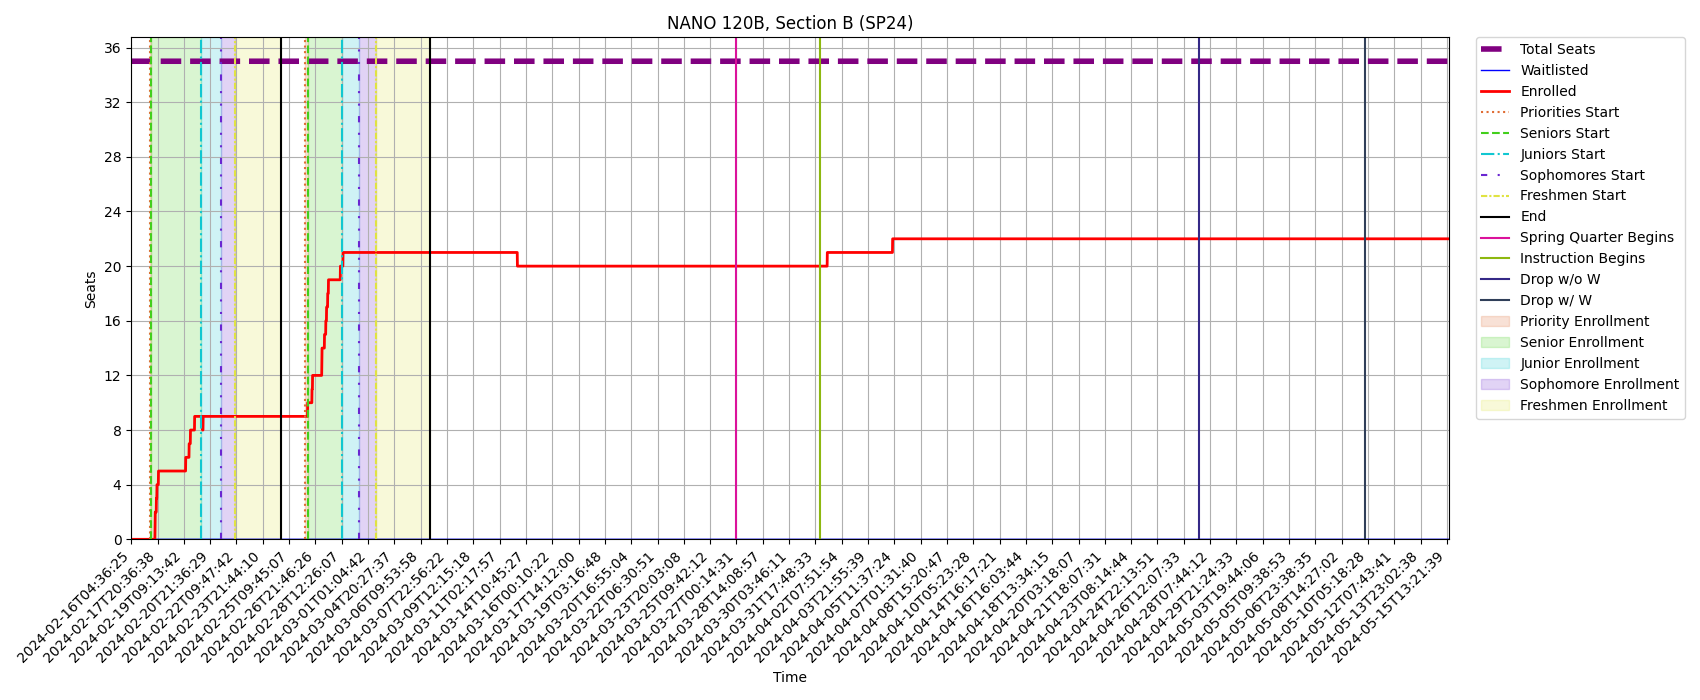 NANO 120B, Section B (SP24)
36
32
28
24
20
16
12
8
4
0
Seats
2024-02-16T04:36:25
2024-02-17T20:36:38
2024-02-19T09:13:42
2024-02-20T21:36:29
2024-02-22T09:47:42
2024-02-23T21:44:10
2024-02-25T09:45:07
2024-02-26T21:46:26
2024-02-28T12:26:07
2024-03-01T01:04:42
2024-03-04T20:27:37
2024-03-06T09:53:58
2024-03-07T22:56:22
2024-03-09T12:15:18
2024-03-11T02:17:57
2024-03-14T10:45:27
2024-03-16T00:10:22
2024-03-17T14:12:00
2024-03-19T03:16:48
2024-03-20T16:55:04
2024-03-22T06:30:51
2024-03-23T20:03:08
2024-03-25T09:42:12
2024-03-27T00:14:31
2024-03-28T14:08:57
2024-03-30T03:46:11
2024-03-31T17:48:33
2024-04-02T07:51:54
2024-04-03T21:55:39
2024-04-05T11:37:24
2024-04-07T01:31:40
2024-04-08T15:20:47
2024-04-10T05:23:28
2024-04-14T16:17:21
2024-04-16T16:03:44
2024-04-18T13:34:15
2024-04-20T03:18:07
2024-04-21T18:07:31
2024-04-23T08:14:44
2024-04-24T22:13:51
2024-04-26T12:07:33
2024-04-28T07:44:12
2024-04-29T21:24:33
2024-05-03T19:44:06
2024-05-05T09:38:53
2024-05-06T23:38:35
2024-05-08T14:27:02
2024-05-10T05:18:28
2024-05-12T07:43:41
2024-05-13T23:02:38
2024-05-15T13:21:39
Time
Total Seats
Waitlisted
Enrolled
Priorities Start
Seniors Start
Juniors Start
Sophomores Start
Freshmen Start
End
Spring Quarter Begins
Instruction Begins
Drop w/o W
Drop w/ W
Priority Enrollment
Senior Enrollment
Junior Enrollment
Sophomore Enrollment
Freshmen Enrollment